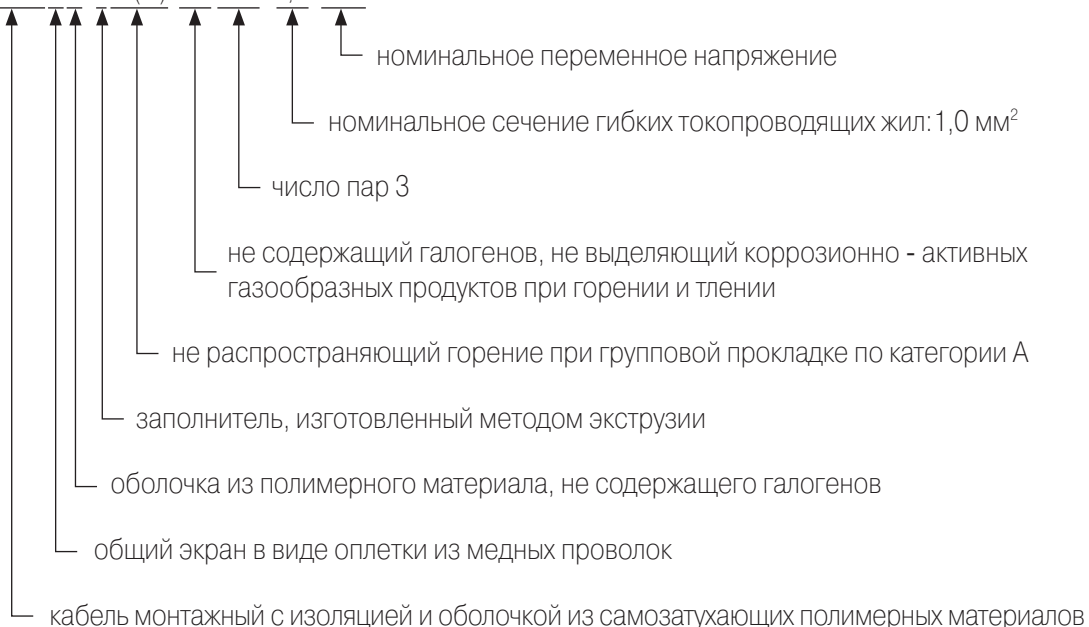 номинальное переменное напряжение
номинальное сечение гибких токопроводящих жил: 1,0 мм²
число пар 3
не содержащий галогенов, не выделяющий коррозионно - активных
газообразных продуктов при горении и тлении
не распространяющий горение при групповой прокладке по категории А
заполнитель, изготовленный методом экструзии
оболочка из полимерного материала, не содержащего галогенов
общий экран в виде оплетки из медных проволок
кабель монтажный с изоляцией и оболочкой из самозатухающих полимерных материалов